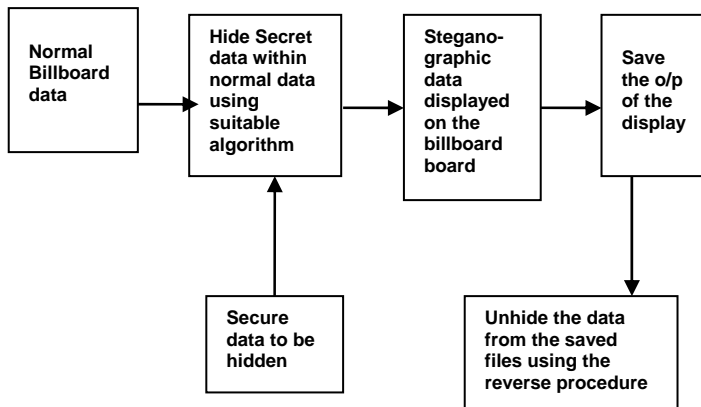 Normal
Billboard
data
Hide Secret
data within
normal data
using
suitable
algorithm
Stegano-
graphic
data
displayed
on the
billboard
board
Save
the o/p
of the
display
Secure
data to be
hidden
Unhide the data
from the saved
files using the
reverse procedure